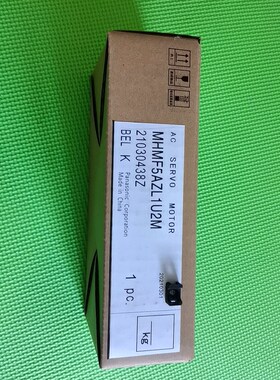 AC SERVO MOTOR
MHMF5AZL1U2M
21030438Z
BEL K
Panasonic Corporation
Made in China
1 pc.
kg